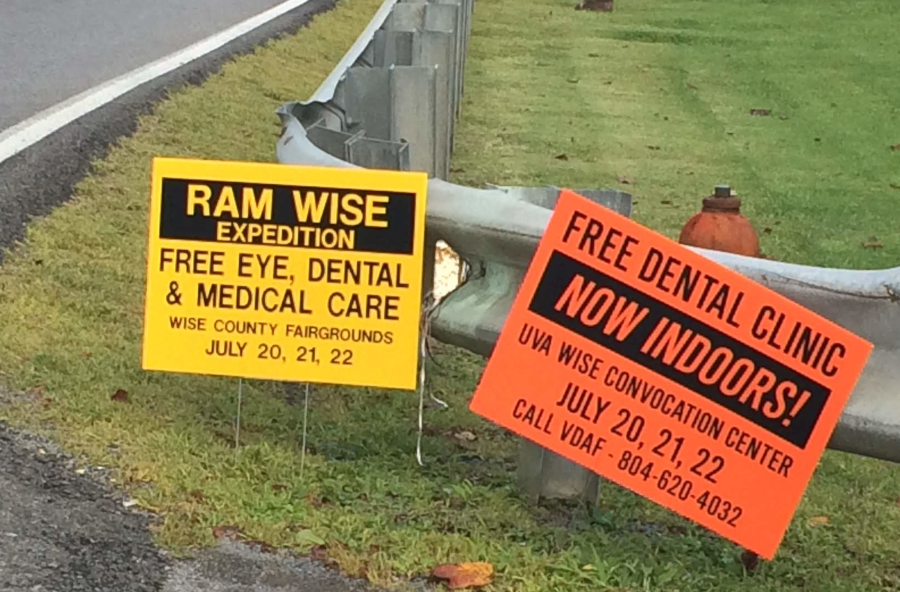 RAM WISE
EXPEDITION
FREE EYE, DENTAL
& MEDICAL CARE
WISE COUNTY FAIRGROUNDS
JULY 20, 21, 22
FREE DENTAL CLINIC
NOW INDOORS!
UVA WISE CONVOCATION CENTER
JULY 20, 21, 22
CALL VDAF - 804-620-4032